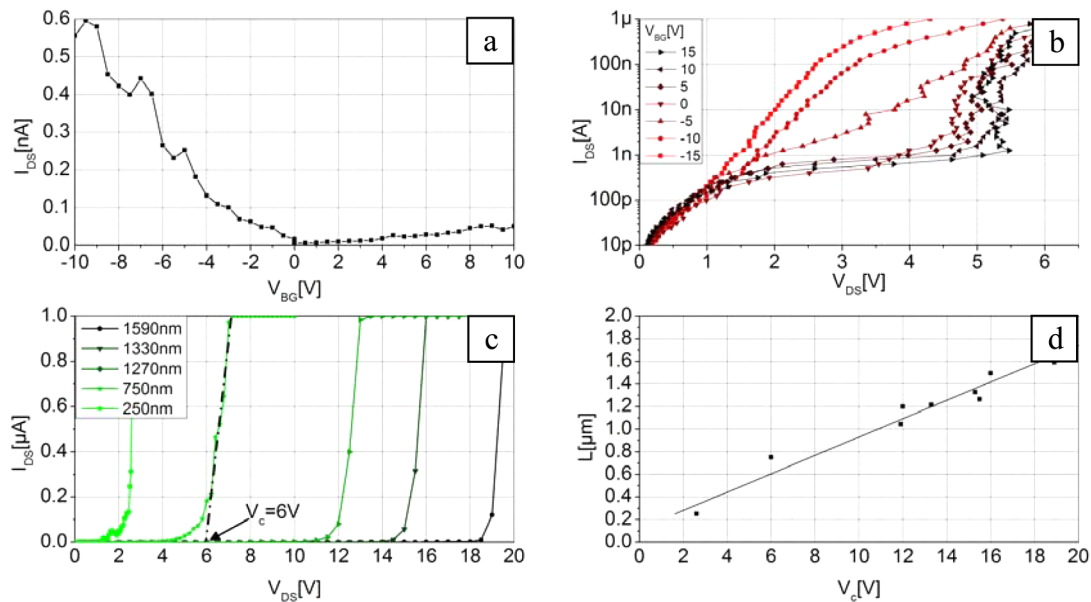 a
0.6
0.5
0.4
0.3
0.2
0.1
0.0
I_DS[nA]
-10 -8 -6 -4 -2 0 2 4 6 8 10
V_BG[V]
b
1µ
100n
10n
1n
100p
10p
I_DS[A]
V_BG[V]
15
10
5
0
-5
-10
-15
0 1 2 3 4 5 6
V_DS[V]
c
1.0
0.8
0.6
0.4
0.2
0.0
I_DS[µA]
1590nm
1330nm
1270nm
750nm
250nm
V_c=6V
0 2 4 6 8 10 12 14 16 18 20
V_DS[V]
d
2.0
1.8
1.6
1.4
1.2
1.0
0.8
0.6
0.4
0.2
0.0
L[µm]
0 2 4 6 8 10 12 14 16 18 20
V_c[V]